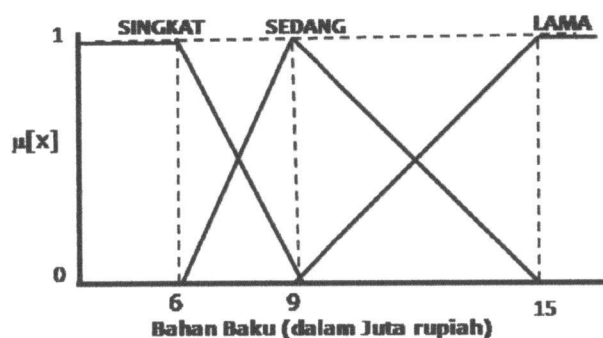 SINGKAT SEDANG LAMA
1
μ[x]
0
6 9 15
Bahan Baku (dalam Juta rupiah)